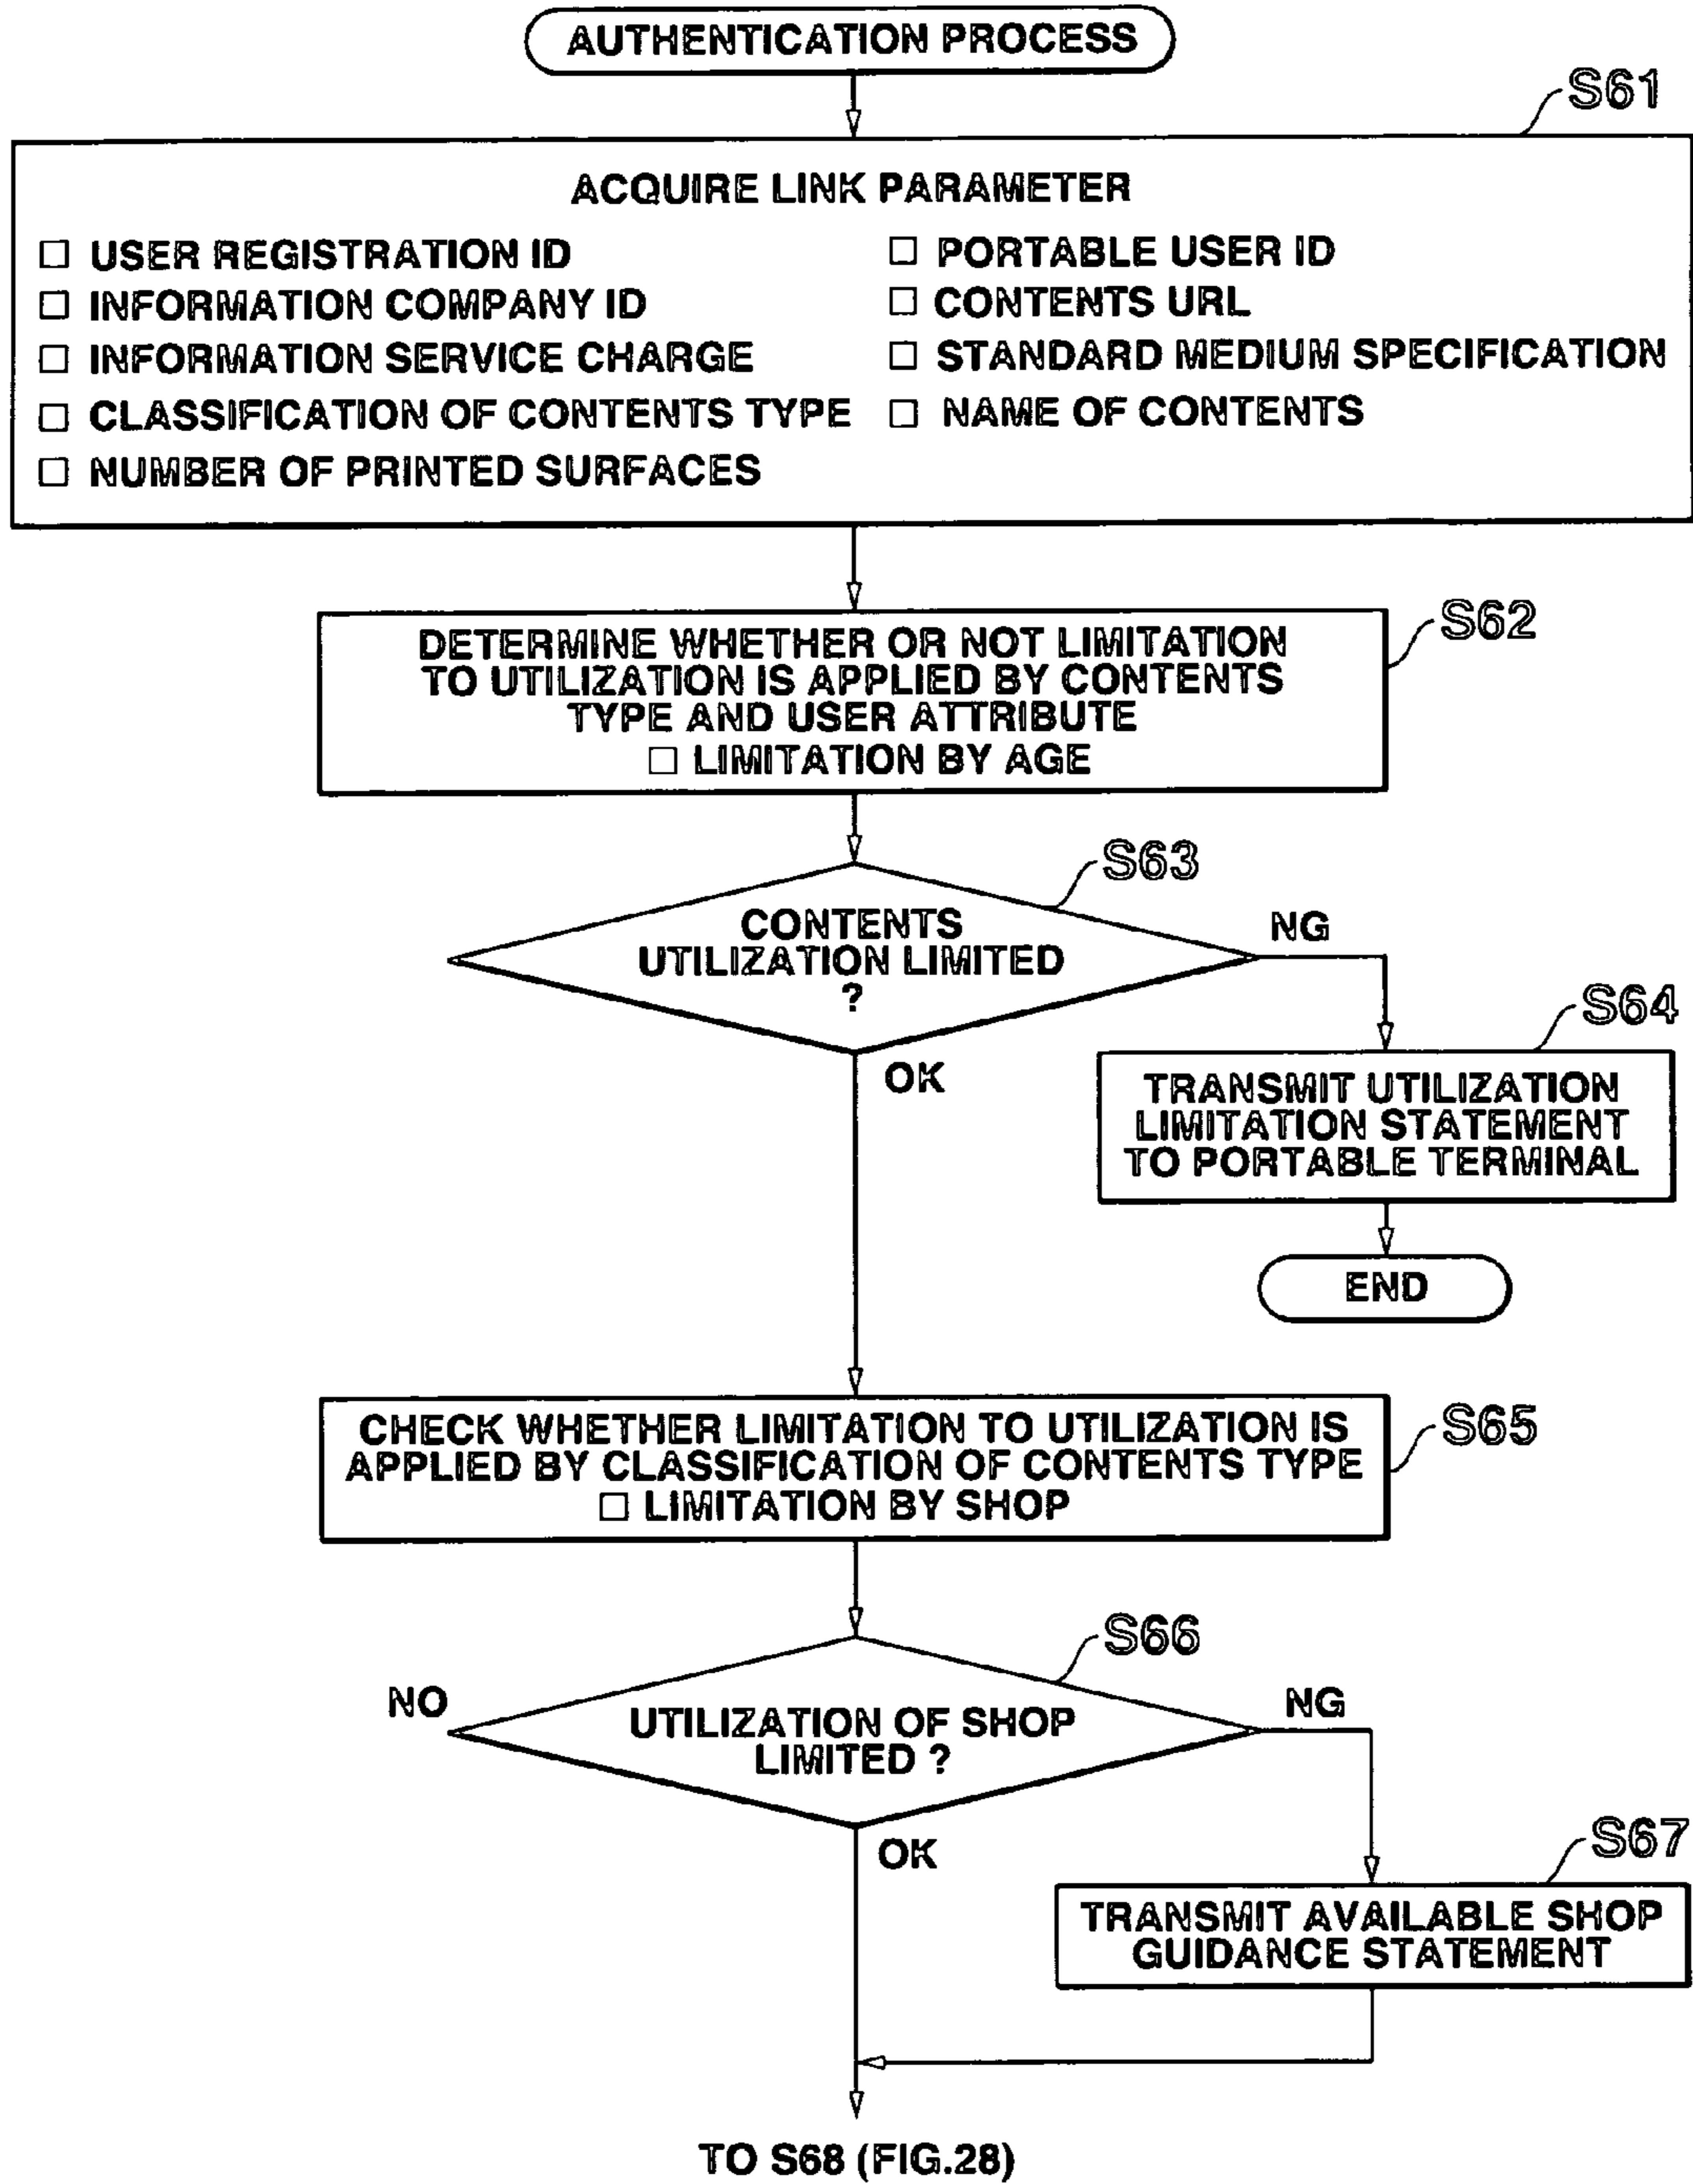 AUTHENTICATION PROCESS
S61
ACQUIRE LINK PARAMETER
□ USER REGISTRATION ID
□ PORTABLE USER ID
□ INFORMATION COMPANY ID
□ CONTENTS URL
□ INFORMATION SERVICE CHARGE
□ STANDARD MEDIUM SPECIFICATION
□ CLASSIFICATION OF CONTENTS TYPE
□ NAME OF CONTENTS
□ NUMBER OF PRINTED SURFACES
S62
DETERMINE WHETHER OR NOT LIMITATION
TO UTILIZATION IS APPLIED BY CONTENTS
TYPE AND USER ATTRIBUTE
□ LIMITATION BY AGE
S63
CONTENTS
UTILIZATION LIMITED
?
NG
OK
S64
TRANSMIT UTILIZATION
LIMITATION STATEMENT
TO PORTABLE TERMINAL
END
S65
CHECK WHETHER LIMITATION TO UTILIZATION IS
APPLIED BY CLASSIFICATION OF CONTENTS TYPE
□ LIMITATION BY SHOP
S66
NO
UTILIZATION OF SHOP
LIMITED ?
NG
OK
S67
TRANSMIT AVAILABLE SHOP
GUIDANCE STATEMENT
TO S68 (FIG.28)